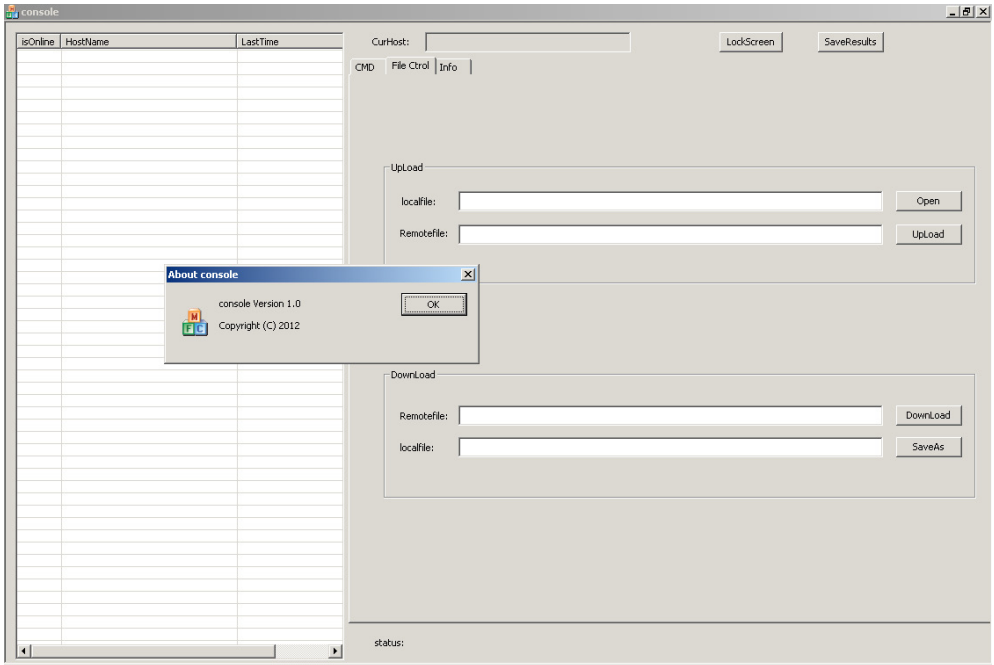 console
isOnline HostName LastTime
CurHost: LockScreen SaveResults
CMD File Ctrol Info
UpLoad
localfile: Open
Remotefile: UpLoad
About console
console Version 1.0 OK
MFC
Copyright (C) 2012
DownLoad
Remotefile: DownLoad
localfile: SaveAs
status: